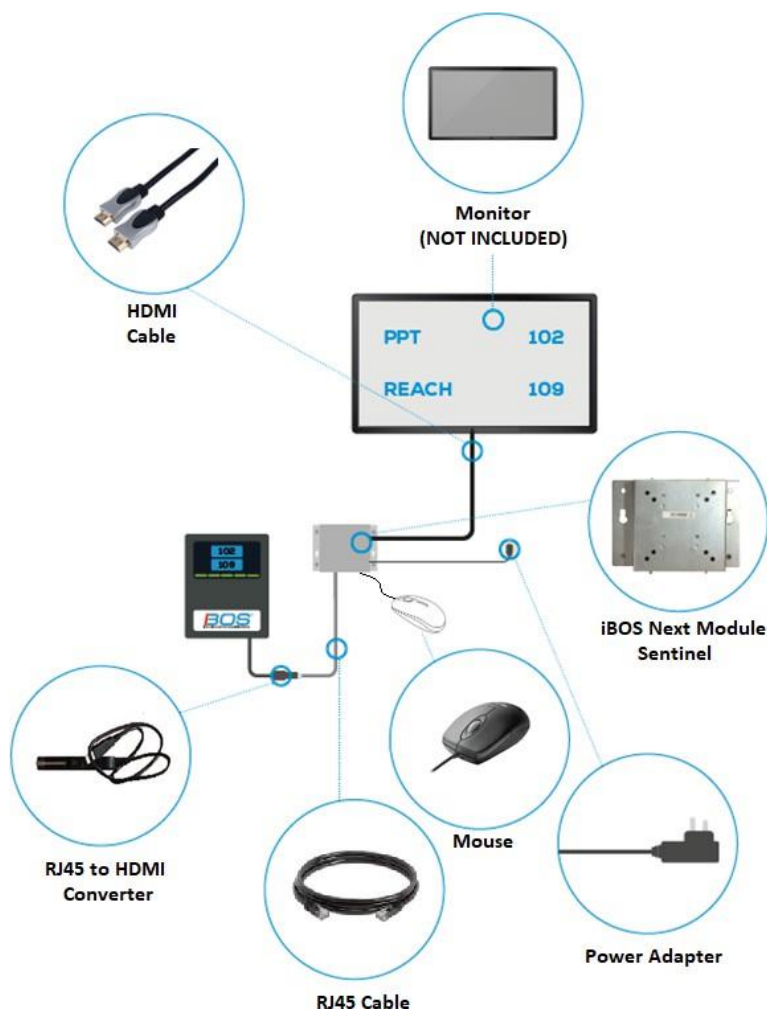 Monitor
(NOT INCLUDED)
HDMI
Cable
PPT 102
REACH 109
iBOS Next Module
Sentinel
102
109
iBOS
Mouse
RJ45 to HDMI
Converter
RJ45 Cable
Power Adapter